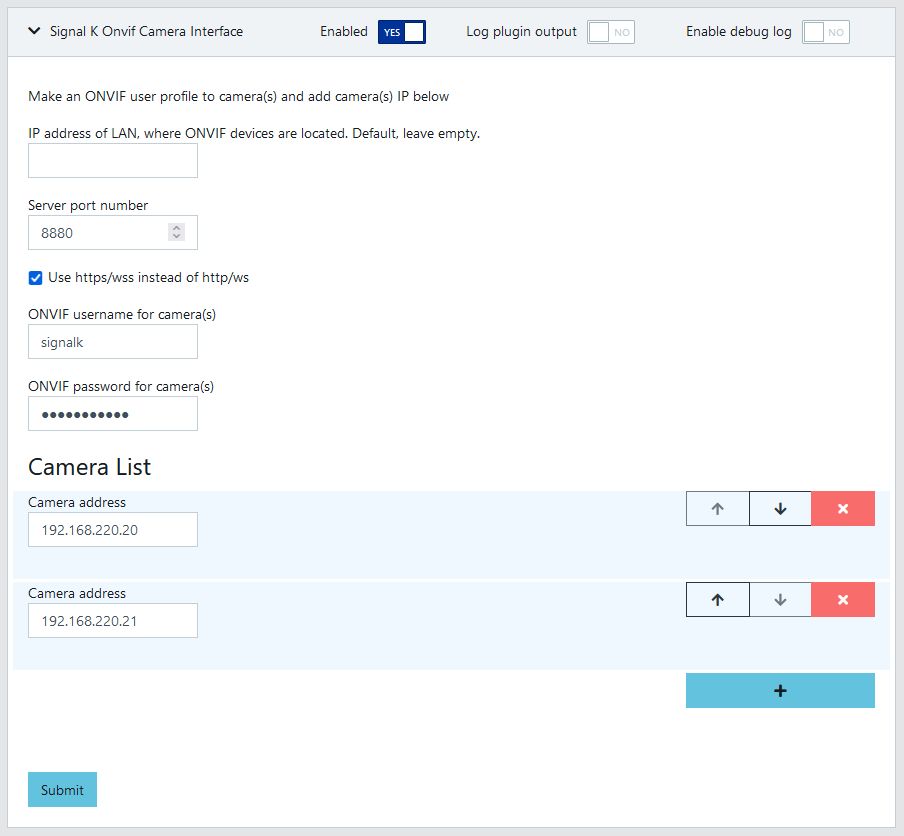 Signal K Onvif Camera Interface Enabled YES Log plugin output NO Enable debug log NO
Make an ONVIF user profile to camera(s) and add camera(s) IP below
IP address of LAN, where ONVIF devices are located. Default, leave empty.
Server port number
8880
Use https/wss instead of http/ws
ONVIF username for camera(s)
signalk
ONVIF password for camera(s)
•••••••••••
Camera List
Camera address
192.168.220.20
Camera address
192.168.220.21
+
Submit